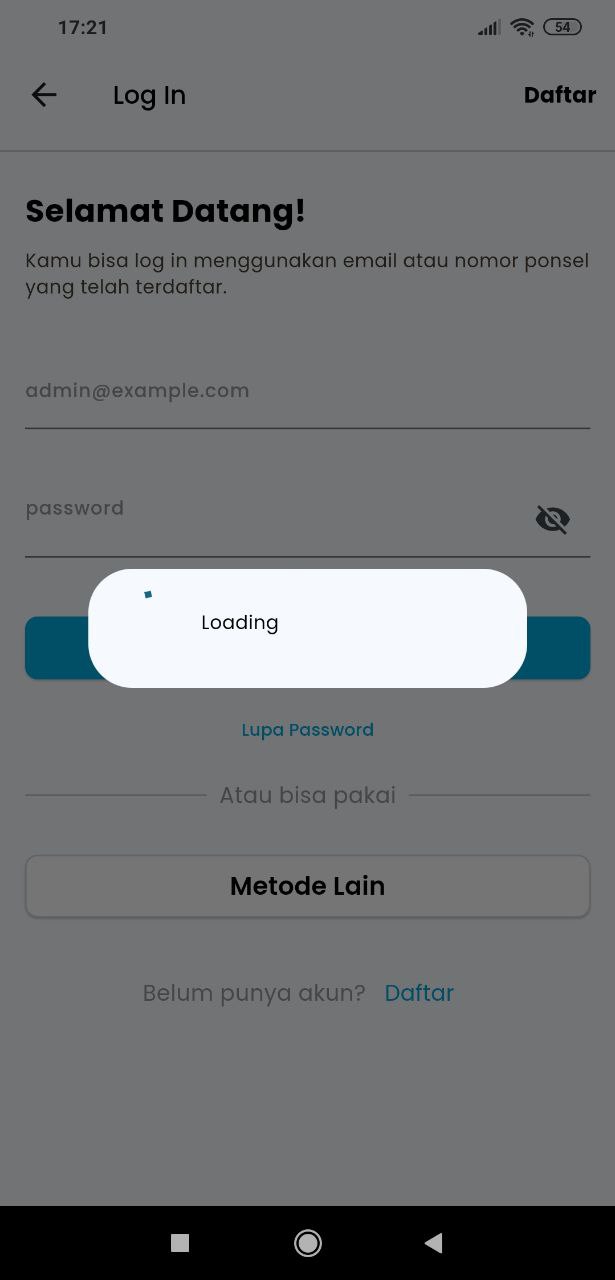 17:21
54
Log In
Daftar
Selamat Datang!
Kamu bisa log in menggunakan email atau nomor ponsel
yang telah terdaftar.
admin@example.com
password
Loading
Lupa Password
Atau bisa pakai
Metode Lain
Belum punya akun? Daftar